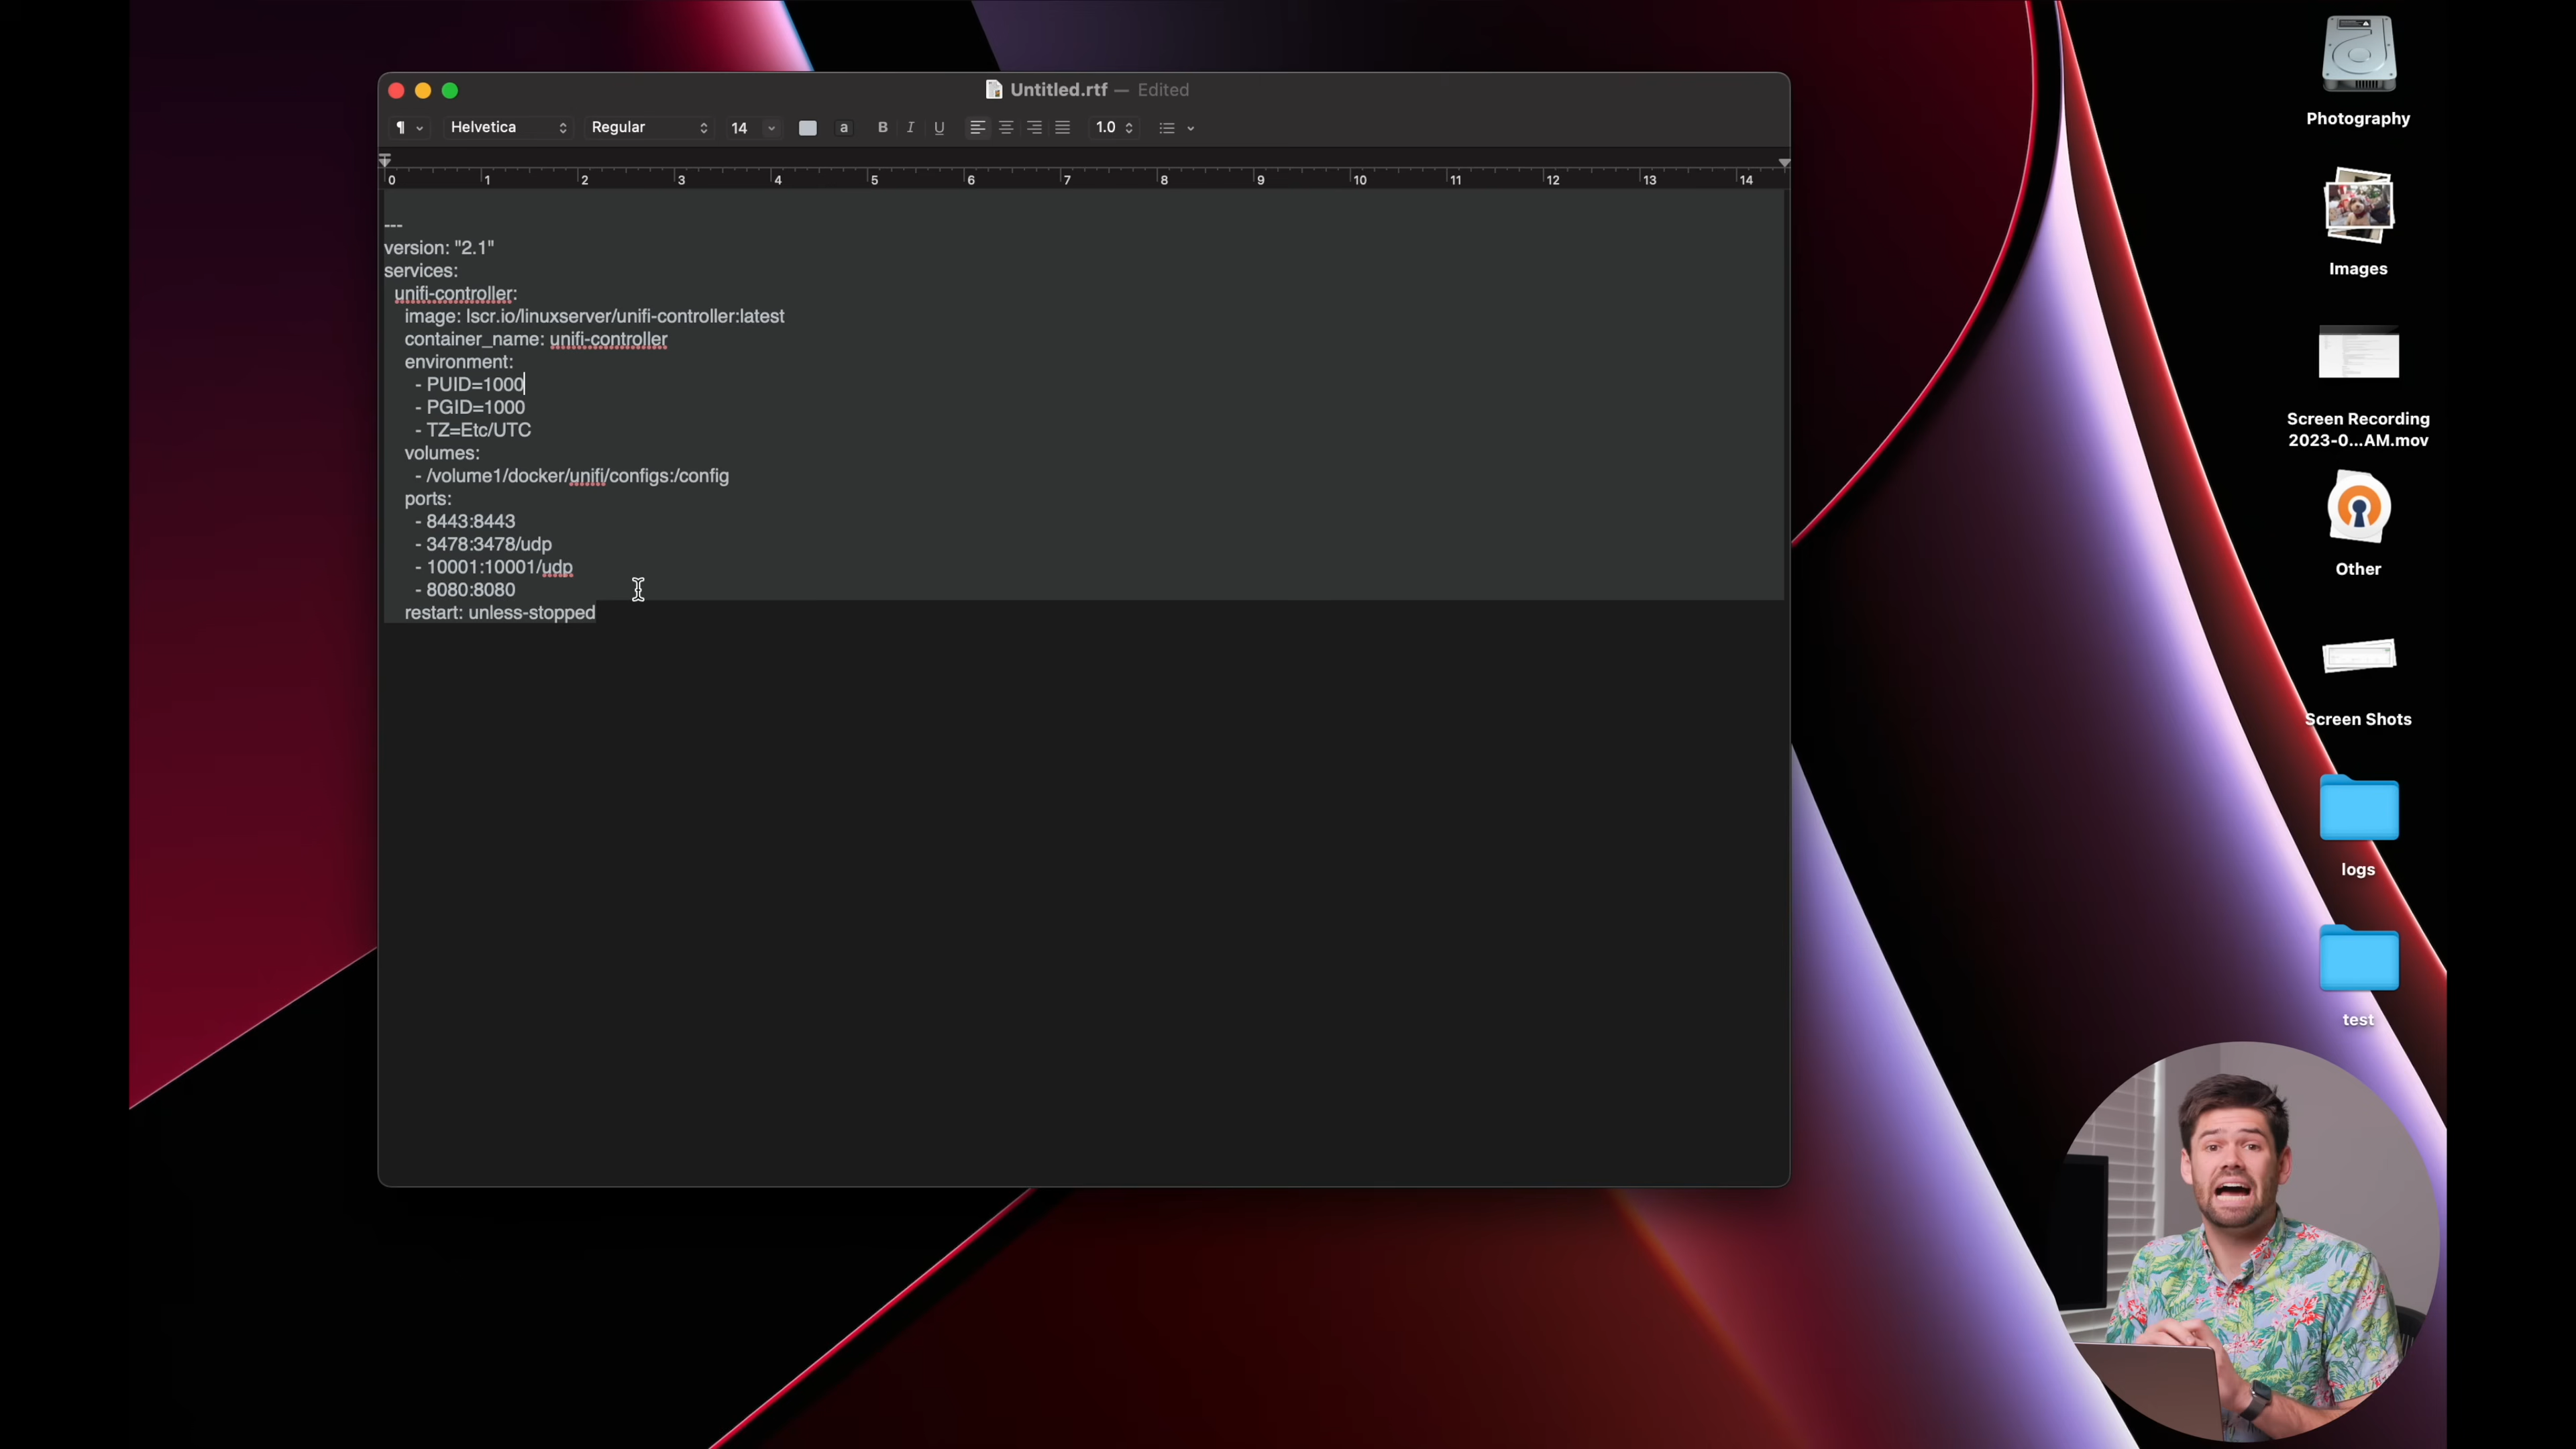 Untitled.rtf — Edited
¶ Helvetica Regular 14 a B I U 1.0
0 1 2 3 4 5 6 7 8 9 10 11 12 13 14
---
version: "2.1"
services:
unifi-controller:
image: lscr.io/linuxserver/unifi-controller:latest
container_name: unifi-controller
environment:
- PUID=1000
- PGID=1000
- TZ=Etc/UTC
volumes:
- /volume1/docker/unifi/configs:/config
ports:
- 8443:8443
- 3478:3478/udp
- 10001:10001/udp
- 8080:8080
restart: unless-stopped
Photography
Images
Screen Recording
2023-0...AM.mov
Other
Screen Shots
logs
test